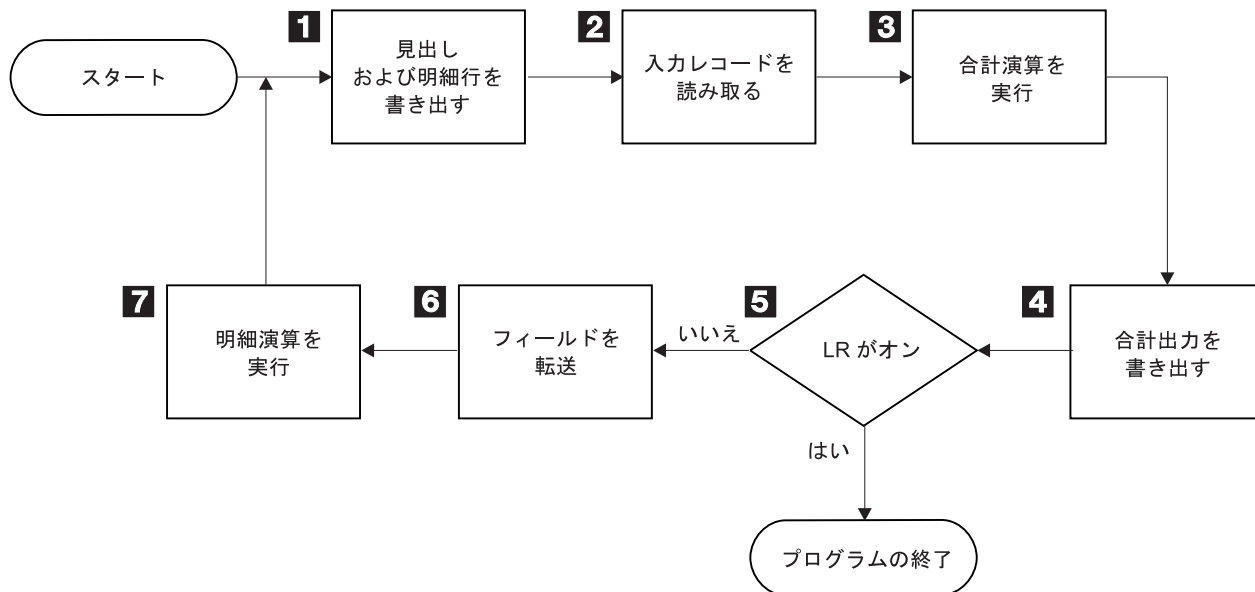 スタート
1
見出し
および明細行を
書き出す
2
入力レコードを
読み取る
3
合計演算を
実行
4
合計出力を
書き出す
5
LR がオン
いいえ
はい
6
フィールドを
転送
7
明細演算を
実行
プログラムの終了